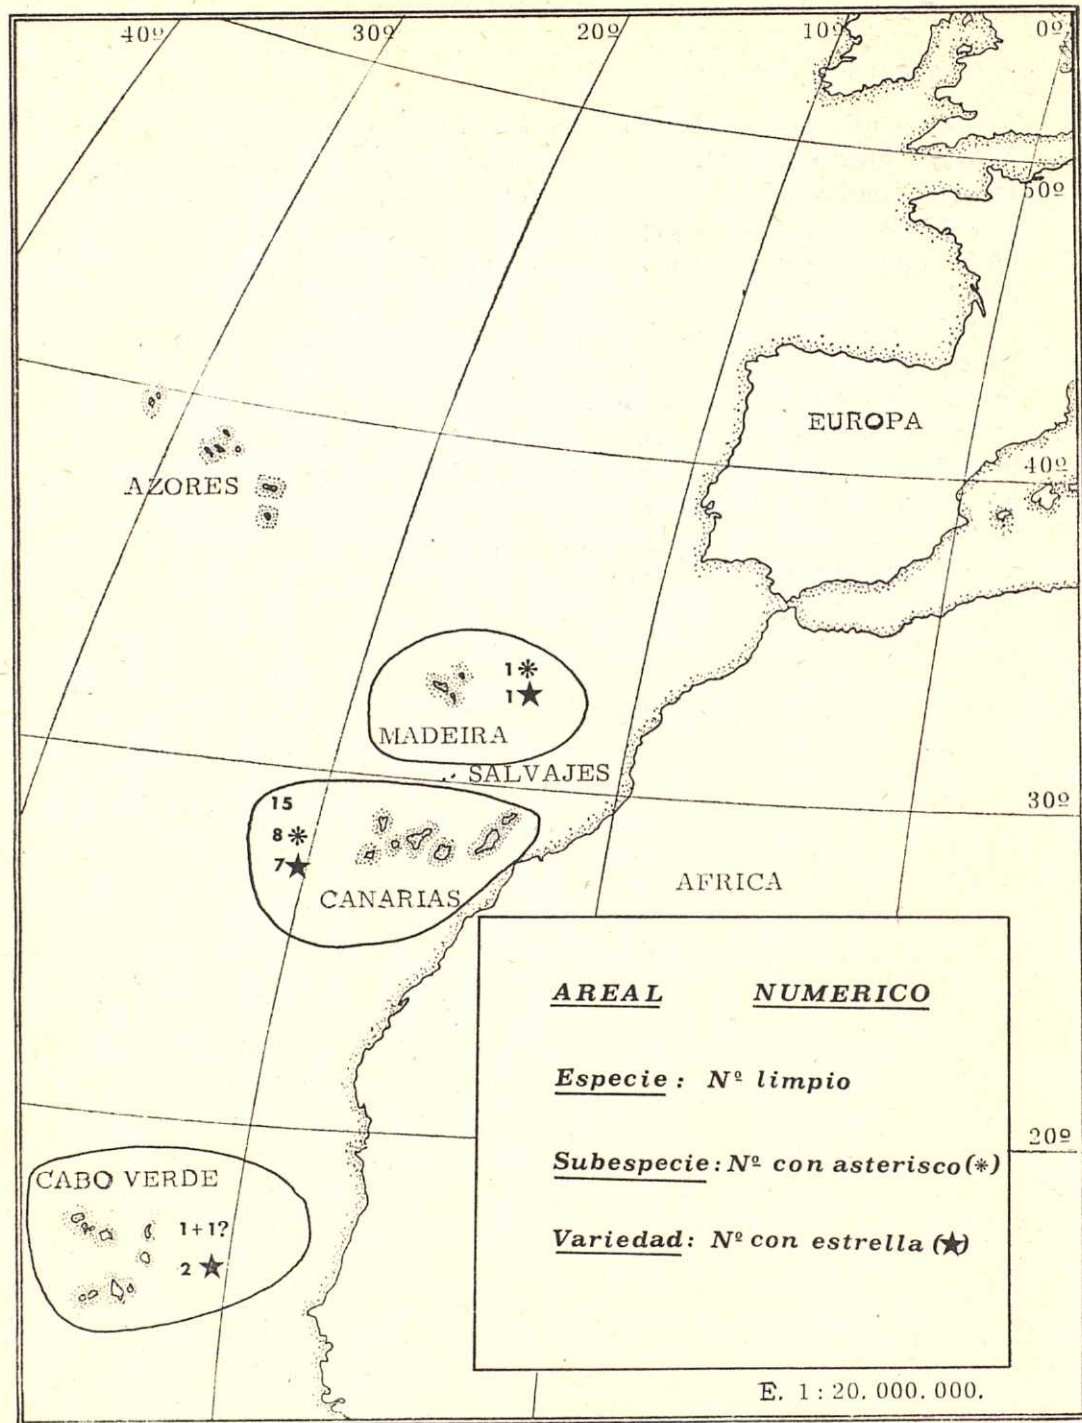 40º 30º 20º 10º 0º
50º
EUROPA
40º
AZORES
1*
1★
MADEIRA
SALVAJES
30º
15
8*
7★
CANARIAS
AFRICA
AREAL NUMERICO
Especie: Nº limpio
20º
Subespecie: Nº con asterisco (*)
CABO VERDE
1+1?
Variedad: Nº con estrella (★)
2★
E. 1:20.000.000.